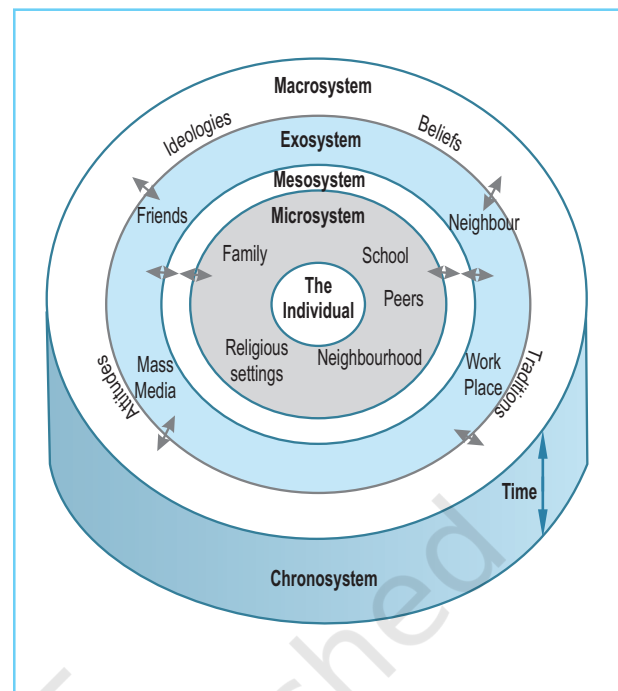 Macrosystem
Ideologies
Beliefs
Exosystem
Mesosystem
Friends
Microsystem
Neighbour
Family
School
The
Individual
Peers
Religious
settings
Neighbourhood
Mass
Media
Work
Place
Attitudes
Traditions
Time
Chronosystem
shed